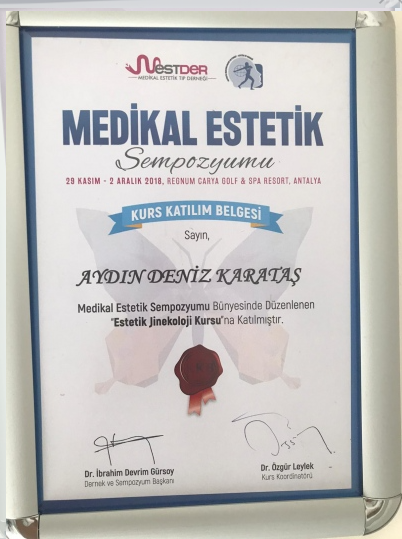 MESTDER
MEDİKAL ESTETİK TIP DERNEĞİ
MEDİKAL ESTETİK
Sempozyumu
29 KASIM - 2 ARALIK 2018, REGNUM CARYA GOLF & SPA RESORT, ANTALYA
KURS KATILIM BELGESİ
Sayın,
AYDIN DENİZ KARATAŞ
Medikal Estetik Sempozyumu Bünyesinde Düzenlenen
"Estetik Jinekoloji Kursu"na Katılmıştır.
Dr. İbrahim Devrim Gürsoy
Dernek ve Sempozyum Başkanı
Dr. Özgür Leylek
Kurs Koordinatörü